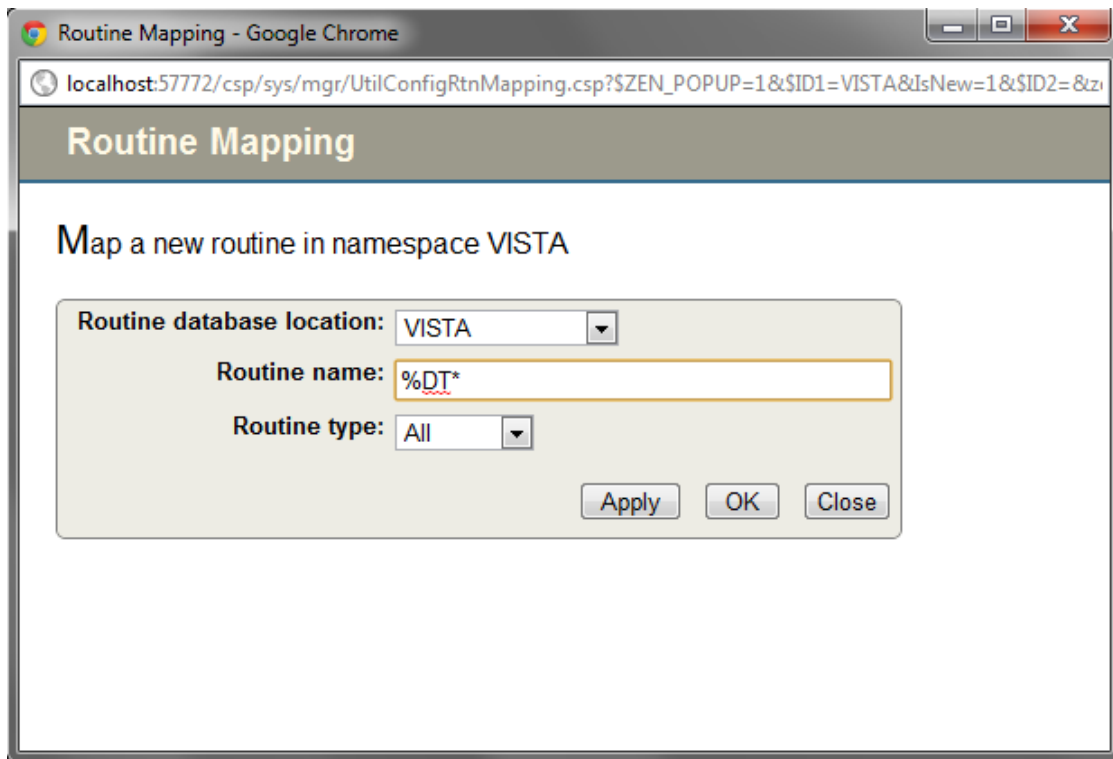 Routine Mapping - Google Chrome
localhost:57772/csp/sys/mgr/UtilConfigRtnMapping.csp?$ZEN_POPUP=1&$ID1=VISTA&IsNew=1&$ID2=&z
Routine Mapping
Map a new routine in namespace VISTA
Routine database location: VISTA
Routine name: %DT*
Routine type: All
Apply OK Close